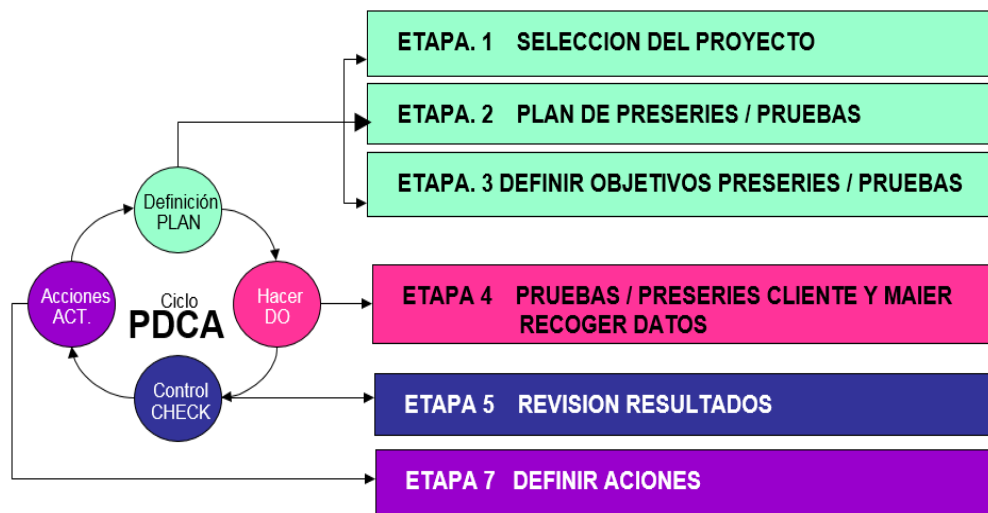 ETAPA. 1 SELECCION DEL PROYECTO
ETAPA. 2 PLAN DE PRESERIES / PRUEBAS
ETAPA. 3 DEFINIR OBJETIVOS PRESERIES / PRUEBAS
Definición
PLAN
Acciones
ACT.
Ciclo
PDCA
Hacer
DO
ETAPA 4 PRUEBAS / PRESERIES CLIENTE Y MAIER
RECOGER DATOS
Control
CHECK
ETAPA 5 REVISION RESULTADOS
ETAPA 7 DEFINIR ACIONES